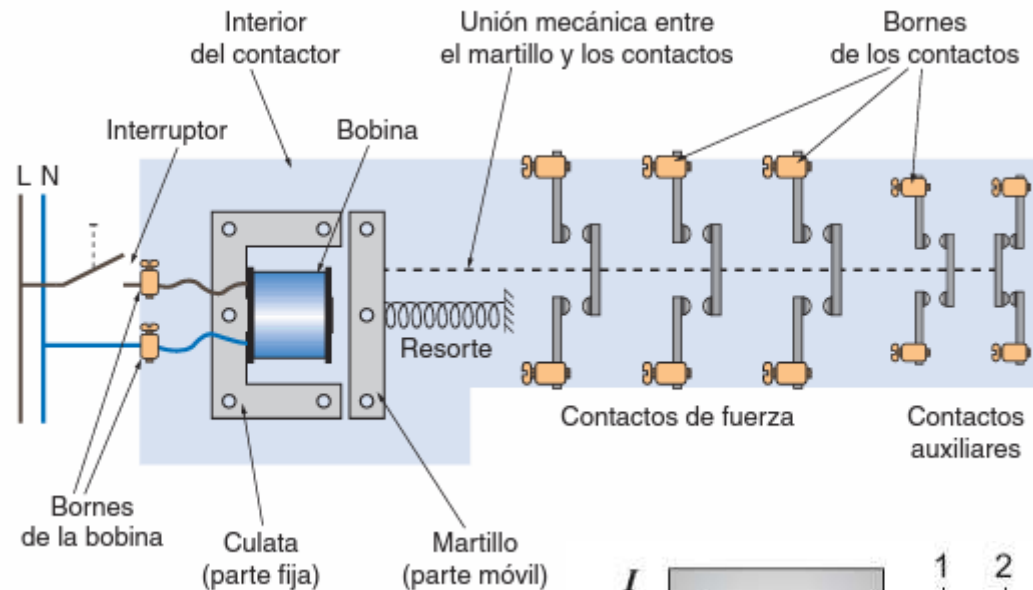 Interior
del contactor
Unión mecánica entre
el martillo y los contactos
Bornes
de los contactos
Interruptor
Bobina
L N
Resorte
Contactos de fuerza
Contactos
auxiliares
Bornes
de la bobina
Culata
(parte fija)
Martillo
(parte móvil)
I
1 2